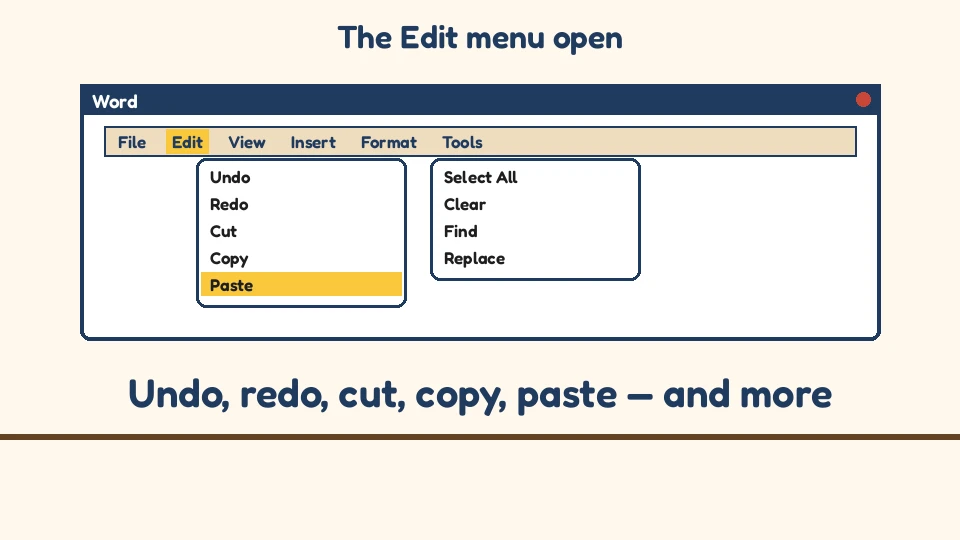 The Edit menu open
Word
File Edit View Insert Format Tools
Undo
Redo
Cut
Copy
Paste
Select All
Clear
Find
Replace
Undo, redo, cut, copy, paste — and more